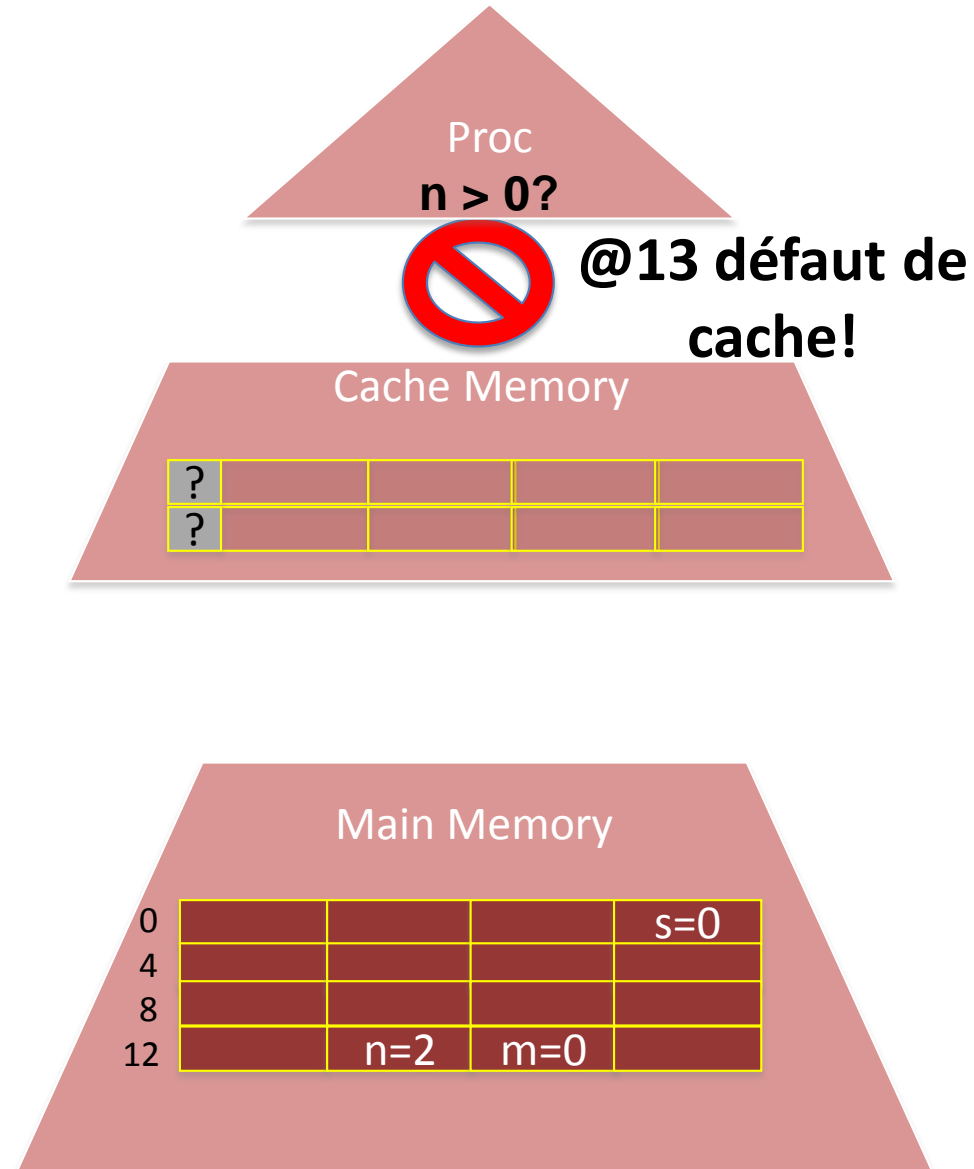 Proc
n > 0?
@13 défaut de
cache!
Cache Memory
?
?
Main Memory
0 s=0
4
8
12 n=2 m=0